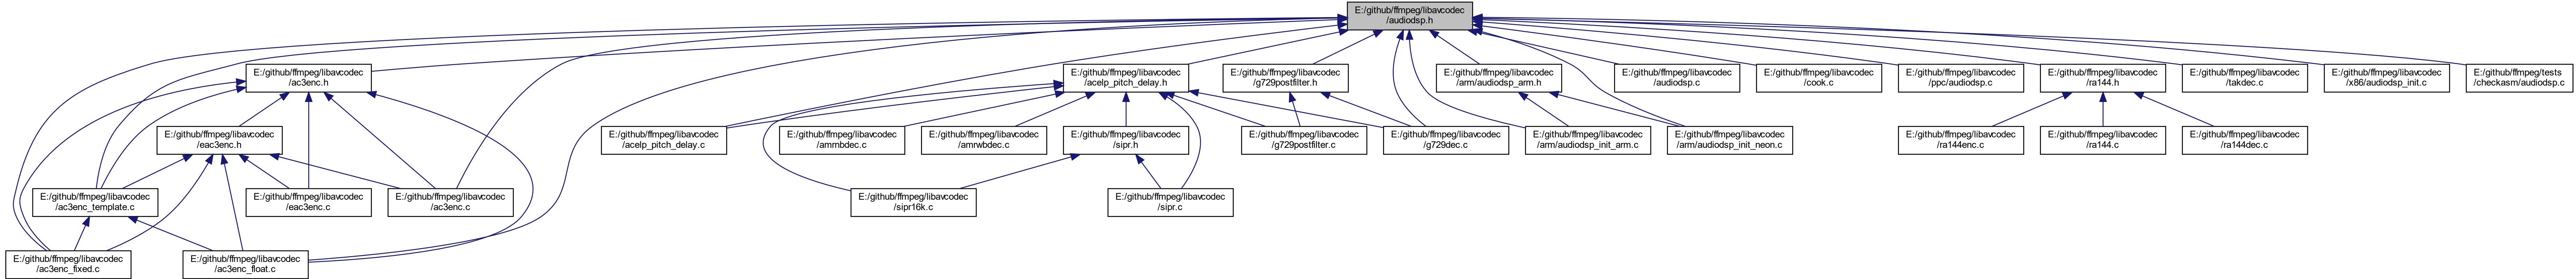 E:/github/ffmpeg/libavcodec
/audiodsp.h
E:/github/ffmpeg/libavcodec
/ac3enc.h
E:/github/ffmpeg/libavcodec
/acelp_pitch_delay.h
E:/github/ffmpeg/libavcodec
/g729postfilter.h
E:/github/ffmpeg/libavcodec
/arm/audiodsp_arm.h
E:/github/ffmpeg/libavcodec
/audiodsp.c
E:/github/ffmpeg/libavcodec
/cook.c
E:/github/ffmpeg/libavcodec
/ppc/audiodsp.c
E:/github/ffmpeg/libavcodec
/ra144.h
E:/github/ffmpeg/libavcodec
/takdec.c
E:/github/ffmpeg/libavcodec
/x86/audiodsp_init.c
E:/github/ffmpeg/tests
/checkasm/audiodsp.c
E:/github/ffmpeg/libavcodec
/eac3enc.h
E:/github/ffmpeg/libavcodec
/acelp_pitch_delay.c
E:/github/ffmpeg/libavcodec
/amrnbdec.c
E:/github/ffmpeg/libavcodec
/amrwbdec.c
E:/github/ffmpeg/libavcodec
/sipr.h
E:/github/ffmpeg/libavcodec
/g729postfilter.c
E:/github/ffmpeg/libavcodec
/g729dec.c
E:/github/ffmpeg/libavcodec
/arm/audiodsp_init_arm.c
E:/github/ffmpeg/libavcodec
/arm/audiodsp_init_neon.c
E:/github/ffmpeg/libavcodec
/ra144enc.c
E:/github/ffmpeg/libavcodec
/ra144.c
E:/github/ffmpeg/libavcodec
/ra144dec.c
E:/github/ffmpeg/libavcodec
/ac3enc_template.c
E:/github/ffmpeg/libavcodec
/eac3enc.c
E:/github/ffmpeg/libavcodec
/ac3enc.c
E:/github/ffmpeg/libavcodec
/sipr16k.c
E:/github/ffmpeg/libavcodec
/sipr.c
E:/github/ffmpeg/libavcodec
/ac3enc_fixed.c
E:/github/ffmpeg/libavcodec
/ac3enc_float.c